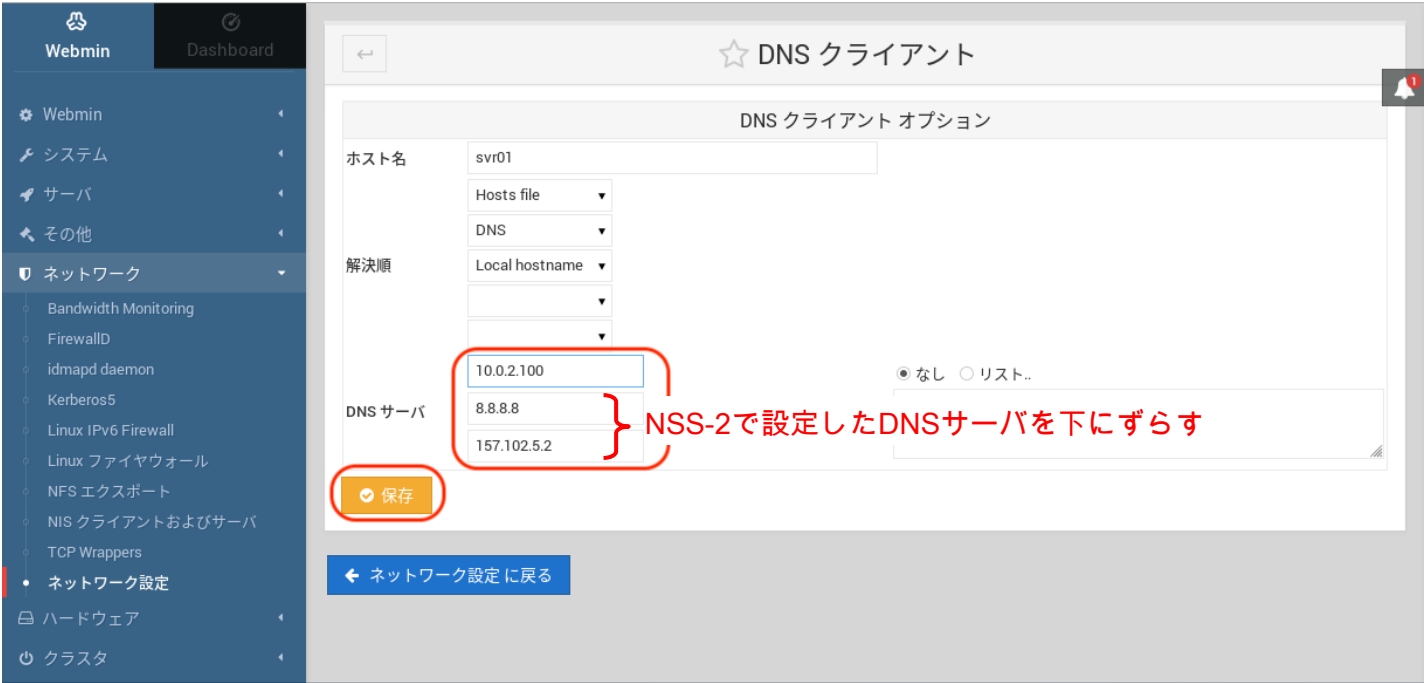 Webmin
Dashboard
Webmin
システム
サーバ
その他
ネットワーク
Bandwidth Monitoring
FirewallD
idmapd daemon
Kerberos5
Linux IPv6 Firewall
Linux ファイヤウォール
NFS エクスポート
NIS クライアントおよびサーバ
TCP Wrappers
ネットワーク設定
ハードウェア
クラスタ
DNS クライアント
1
DNS クライアント オプション
ホスト名
svr01
解決順
Hosts file
DNS
Local hostname
DNS サーバ
10.0.2.100
8.8.8.8
157.102.5.2
なし
リスト..
NSS-2で設定したDNSサーバを下にずらす
保存
ネットワーク設定 に戻る